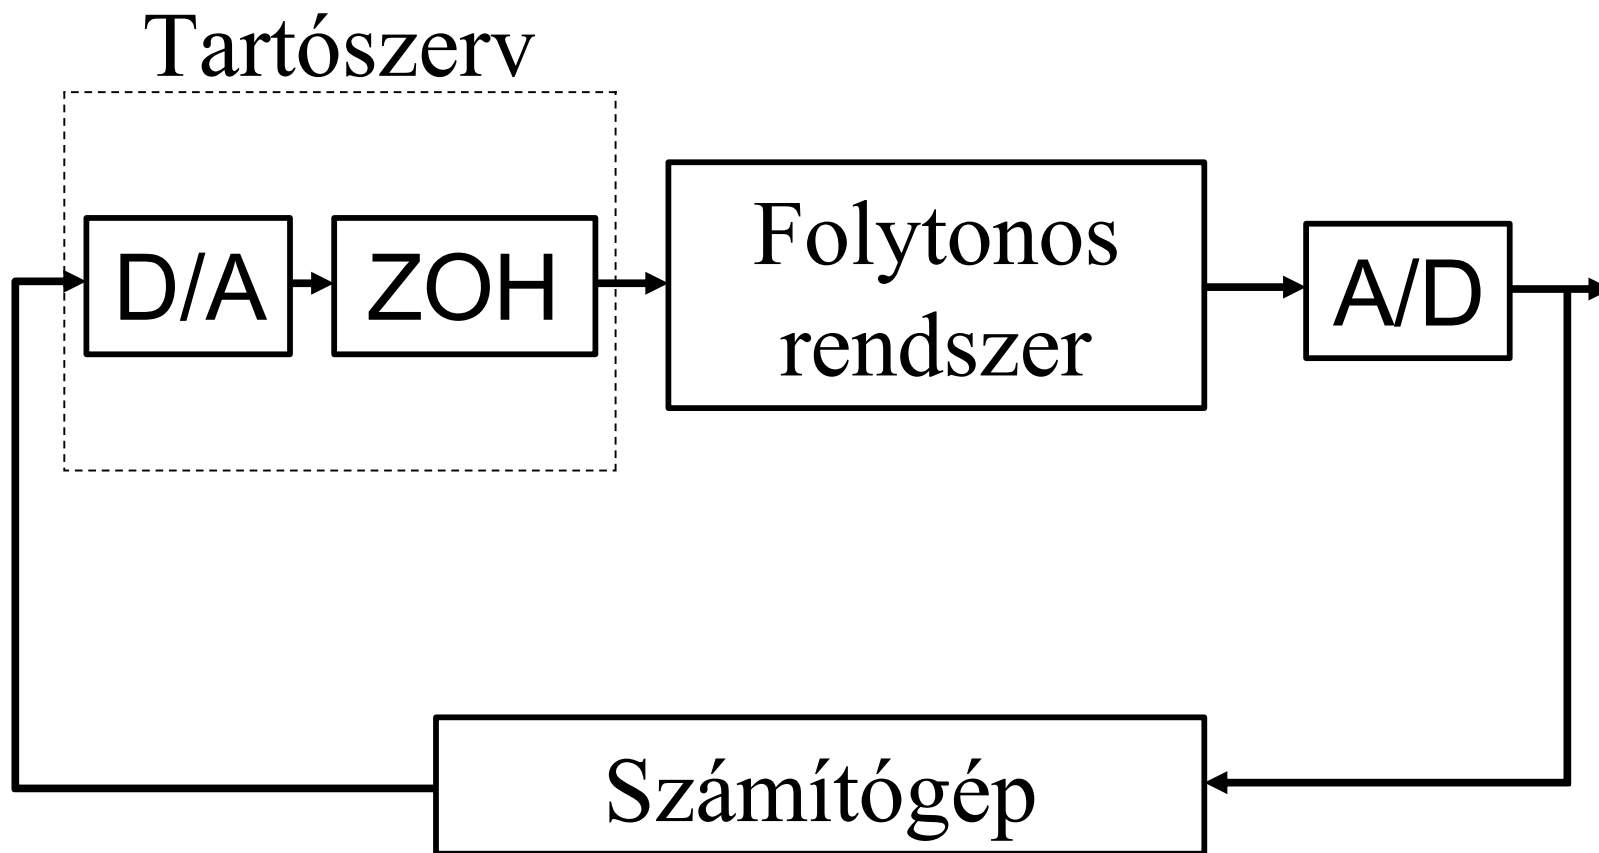 Tartószerv
D/A
ZOH
Folytonos
rendszer
A/D
Számítógép